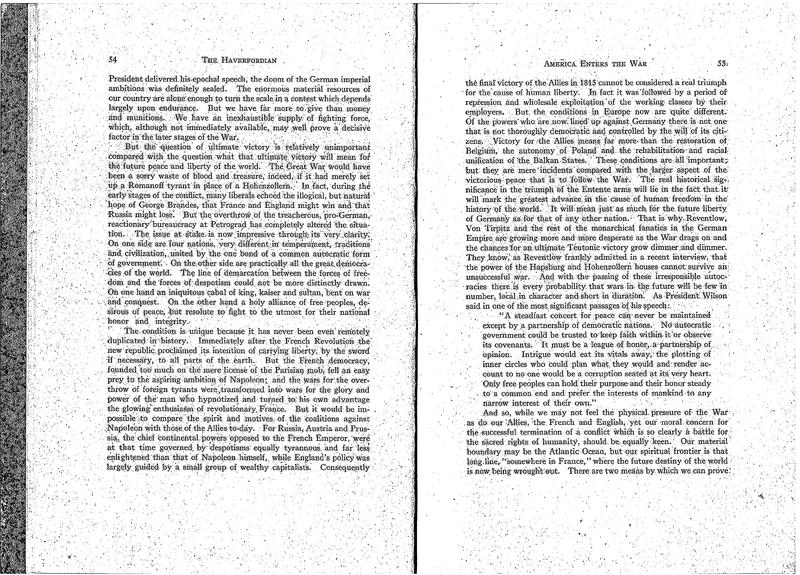 54
THE HAVERFORDIAN
President delivered his epochal speech, the doom of the German imperial
ambitions was definitely sealed. The enormous material resources of
our country are alone enough to turn the scale in a contest which depends
largely upon endurance. But we have far more to give than money
and munitions. We have an inexhaustible supply of fighting force,
which, although not immediately available, may well prove a decisive
factor in the later stages of the War.
But the question of ultimate victory is relatively unimportant
compared with the question what that ultimate victory will mean for
the future peace and liberty of the world. The Great War would have
been a sorry waste of blood and treasure, indeed, if it had merely set
up a Romanoff tyrant in place of a Hohenzollern. In fact, during the
early stages of the conflict, many liberals echoed the illogical, but natural
hope of George Brandes, that France and England might win and that
Russia might lose. But the overthrow of the treacherous, pro-German,
reactionary bureaucracy at Petrograd has completely altered the situa-
tion. The issue at stake is now impressive through its very clarity.
On one side are four nations, very different in temperament, traditions
and civilization, united by the one bond of a common autocratic form
of government. On the other side are practically all the great democra-
cies of the world. The line of demarcation between the forces of free-
dom and the forces of despotism could not be more distinctly drawn.
On one hand an iniquitous cabal of king, kaiser and sultan, bent on war
and conquest. On the other hand a holy alliance of free peoples, de-
sirous of peace, but resolute to fight to the utmost for their national
honor and integrity.
The condition is unique because it has never been even remotely
duplicated in history. Immediately after the French Revolution the
new republic proclaimed its intention of carrying liberty, by the sword
if necessary, to all parts of the earth. But the French democracy,
founded too much on the mere license of the Parisian mob, fell an easy
prey to the aspiring ambition of Napoleon; and the wars for the over-
throw of foreign tyrants were transformed into wars for the glory and
power of the man who hypnotized and turned to his own advantage
the glowing enthusiasm of revolutionary France. But it would be im-
possible to compare the spirit and motives of the coalitions against
Napoleon with those of the Allies to-day. For Russia, Austria and Prus-
sia, the chief continental powers opposed to the French Emperor, were
at that time governed by despotisms equally tyrannous and far less
enlightened than that of Napoleon himself, while England's policy was
largely guided by a small group of wealthy capitalists. Consequently
AMERICA ENTERS THE WAR
55
the final victory of the Allies in 1815 cannot be considered a real triumph
for the cause of human liberty. In fact it was followed by a period of
repression and wholesale exploitation of the working classes by their
employers. But the conditions in Europe now are quite different.
Of the powers who are now lined up against Germany there is not one
that is not thoroughly democratic and controlled by the will of its citi-
zens. Victory for the Allies means far more than the restoration of
Belgium, the autonomy of Poland and the rehabilitation and racial
unification of the Balkan States. These conditions are all important;
but they are mere incidents compared with the larger aspect of the
victorious peace that is to follow the War. The real historical sig-
nificance in the triumph of the Entente arms will lie in the fact that it
will mark the greatest advance in the cause of human freedom in the
history of the world. It will mean just as much for the future liberty
of Germany as for that of any other nation. That is why Reventlow,
Von Tirpitz and the rest of the monarchical fanatics in the German
Empire are growing more and more desperate as the War drags on and
the chances for an ultimate Teutonic victory grow dimmer and dimmer.
They know, as Reventlow frankly admitted in a recent interview, that
the power of the Hapsburg and Hohenzollern houses cannot survive an
unsuccessful war. And with the passing of these irresponsible autoc-
racies there is every probability that wars in the future will be few in
number, local in character and short in duration. As President Wilson
said in one of the most significant passages of his speech:
"A steadfast concert for peace can never be maintained
except by a partnership of democratic nations. No autocratic
government could be trusted to keep faith within it or observe
its covenants. It must be a league of honor, a partnership of
opinion. Intrigue would eat its vitals away, the plotting of
inner circles who could plan what they would and render ac-
count to no one would be a corruption seated at its very heart.
Only free peoples can hold their purpose and their honor steady
to a common end and prefer the interests of mankind to any
narrow interest of their own."
And so, while we may not feel the physical pressure of the War
as do our Allies, the French and English, yet our moral concern for
the successful termination of a conflict which is so clearly a battle for
the sacred rights of humanity, should be equally keen. Our material
boundary may be the Atlantic Ocean, but our spiritual frontier is that
long line, "somewhere in France," where the future destiny of the world
is now being wrought out. There are two means by which we can prove